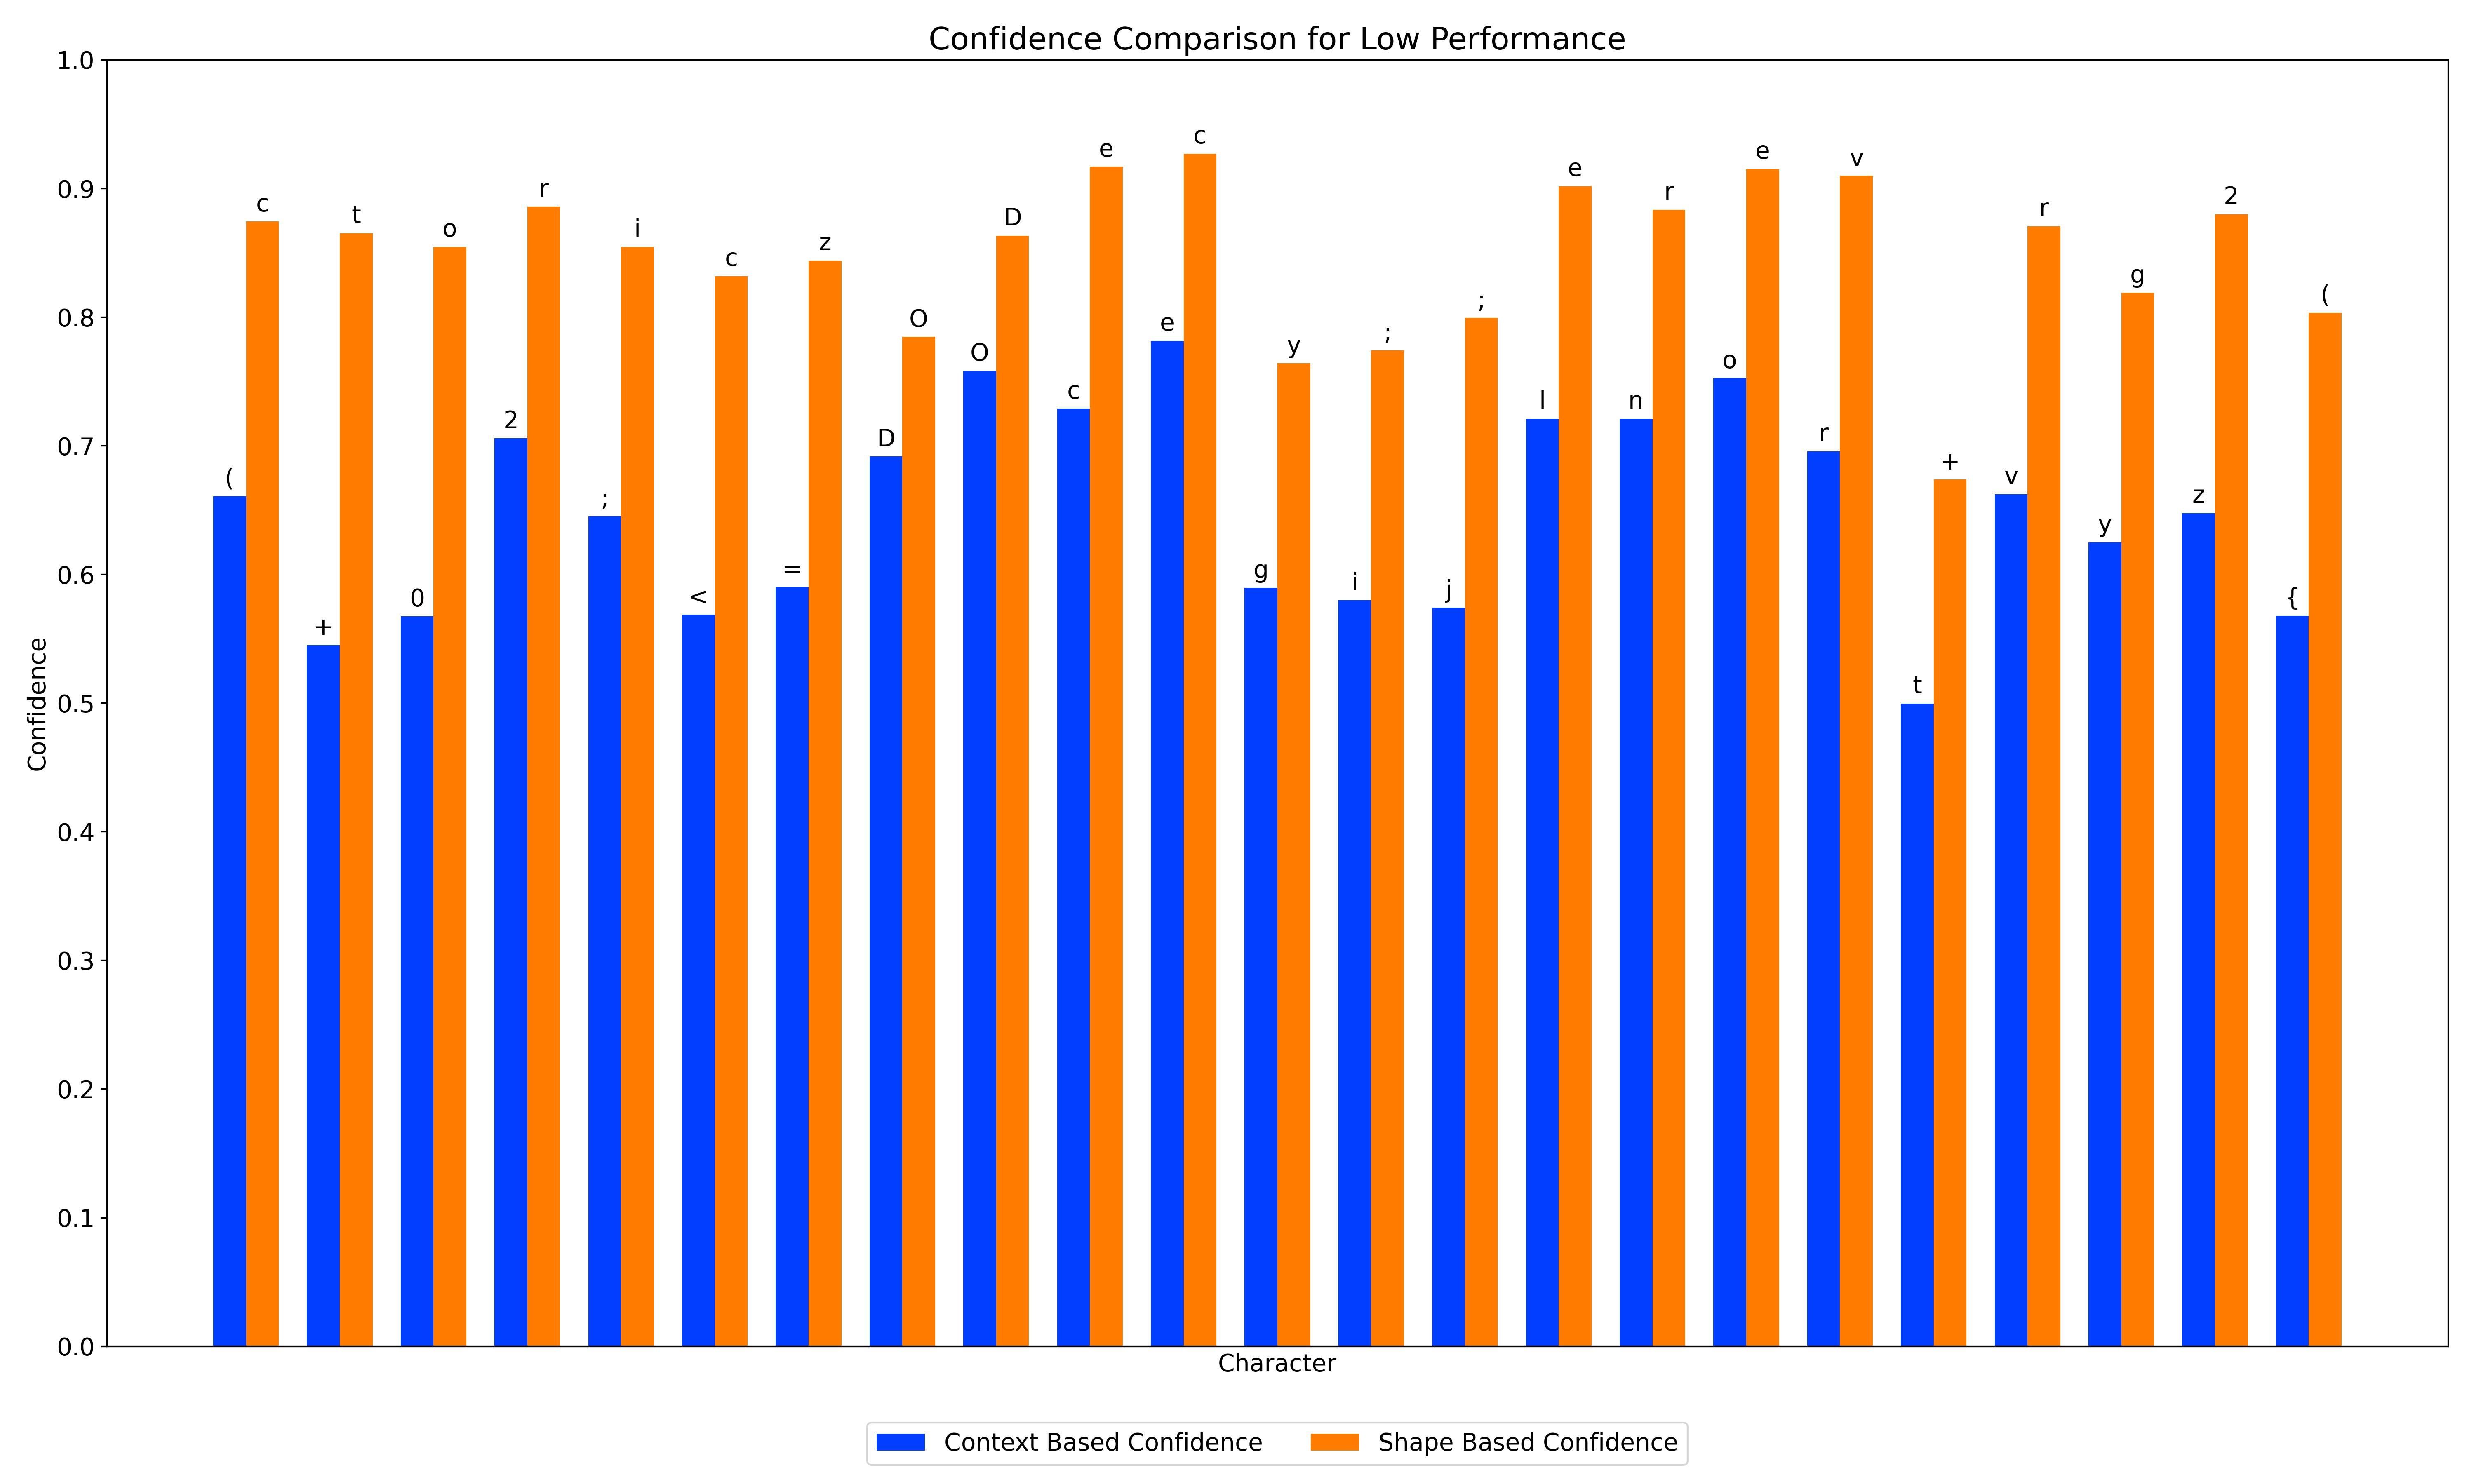 Confidence Comparison for Low Performance
1.0
0.9
0.8
0.7
0.6
0.5
0.4
0.3
0.2
0.1
0.0
Confidence
( c + t 0 o 2 r ; i < c = z D O O D c e e c g y i ; j ; l e n r o e r v t + v r y g z 2 { (
Character
Context Based Confidence Shape Based Confidence